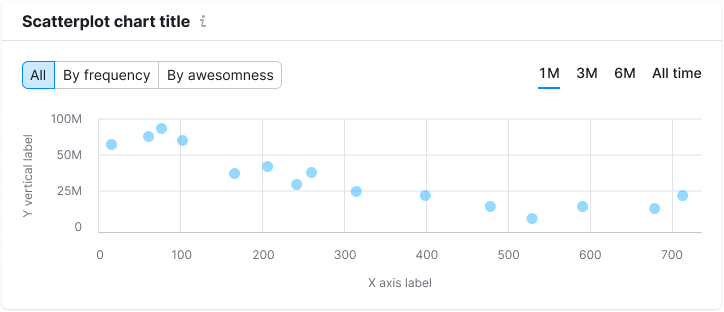 Scatterplot chart title i
All By frequency By awesomness 1M 3M 6M All time
100M
50M
25M
0
Y vertical label
0 100 200 300 400 500 600 700
X axis label